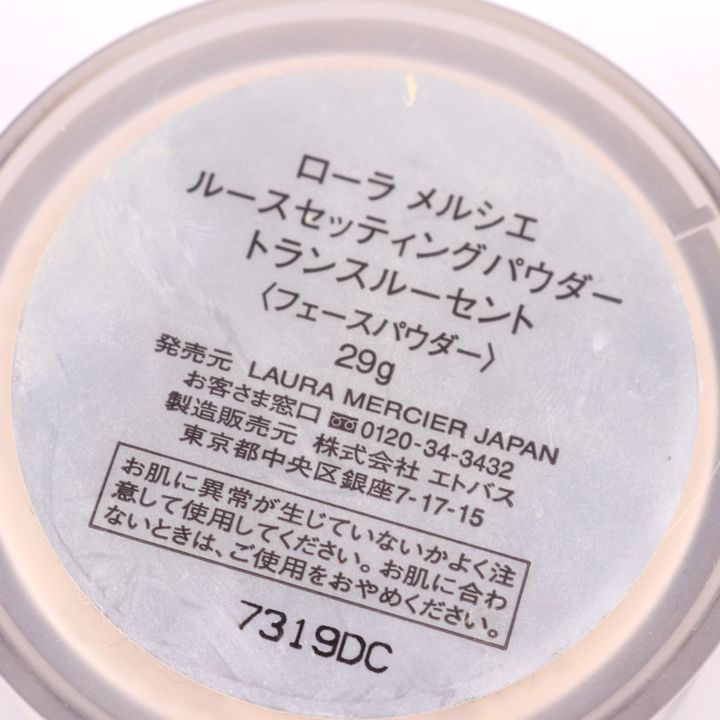 ローラ メルシエ
ルースセッティングパウダー
トランスルーセント
〈フェースパウダー〉
29g
発売元 LAURA MERCIER JAPAN
お客さま窓口 0120-34-3432
製造販売元 株式会社 エトバス
東京都中央区銀座7-17-15
お肌に異常が生じていないかよく注
意して使用してください。お肌に合わ
ないときは、ご使用をおやめください。
7319DC